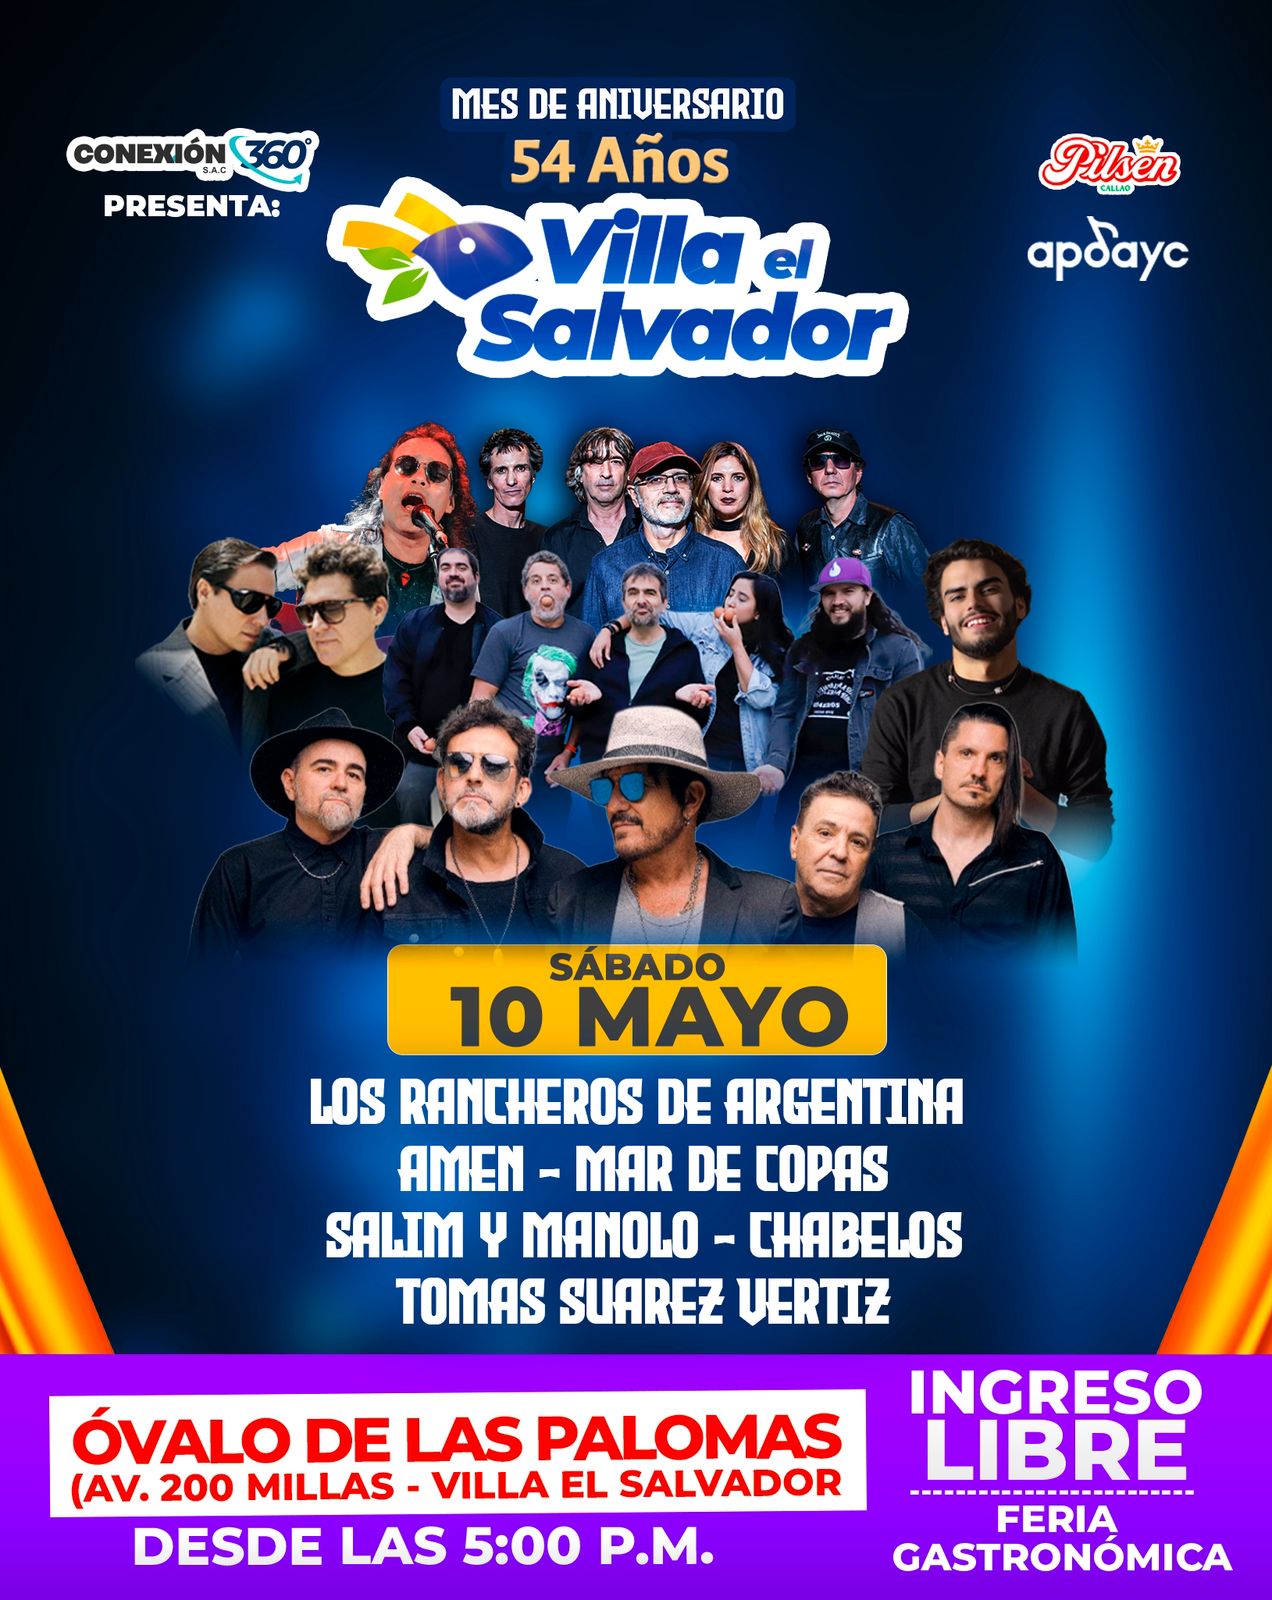 MES DE ANIVERSARIO
54 Años
CONEXIÓN 360°
S.A.C
PRESENTA:
Villa el
Salvador
Pilsen
CALLAO
apdayc
SÁBADO
10 MAYO
LOS RANCHEROS DE ARGENTINA
AMEN - MAR DE COPAS
SALIM Y MANOLO - CHABELOS
TOMAS SUAREZ VERTIZ
ÓVALO DE LAS PALOMAS
(AV. 200 MILLAS - VILLA EL SALVADOR
DESDE LAS 5:00 P.M.
INGRESO
LIBRE
FERIA
GASTRONÓMICA